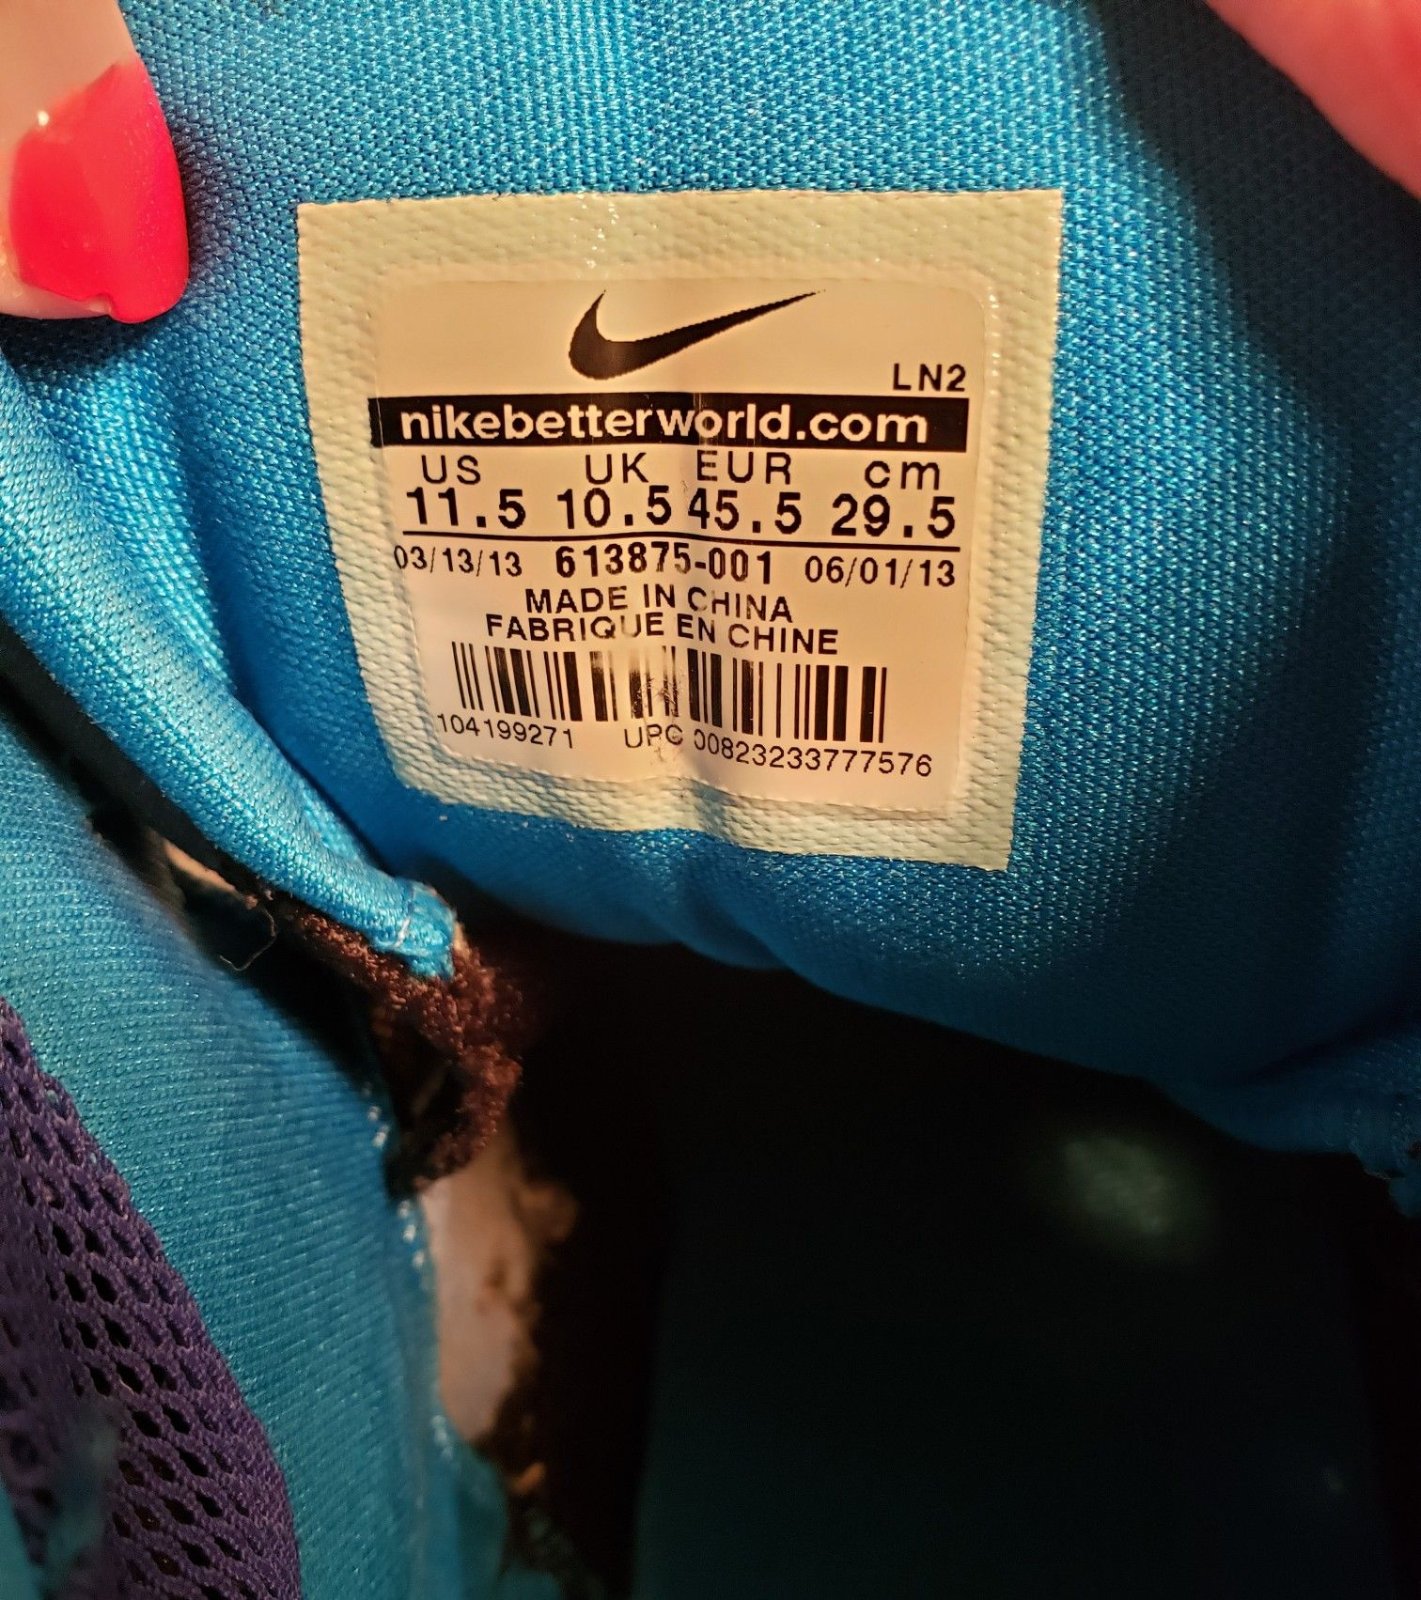 LN2
nikebetterworld.com
US UK EUR cm
11.5 10.5 45.5 29.5
03/13/13 613875-001 06/01/13
MADE IN CHINA
FABRIQUE EN CHINE
104199271 UPC 00823233777576